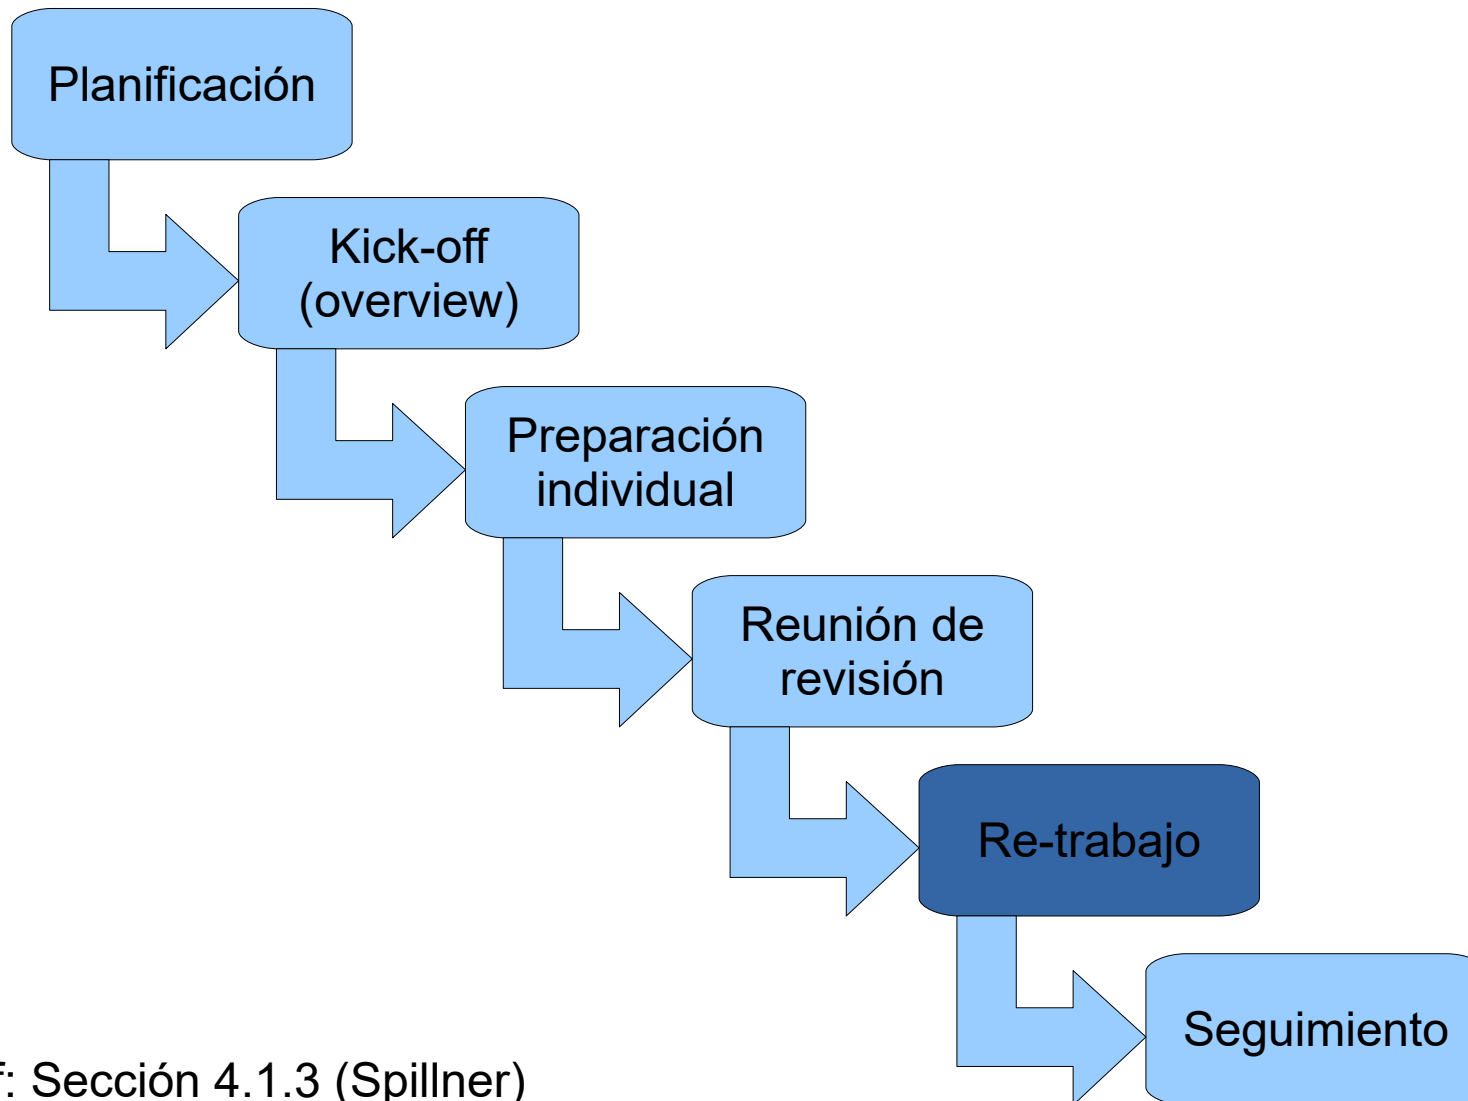 Planificación
Kick-off
(overview)
Preparación
individual
Reunión de
revisión
Re-trabajo
Seguimiento
f: Sección 4.1.3 (Spillner)